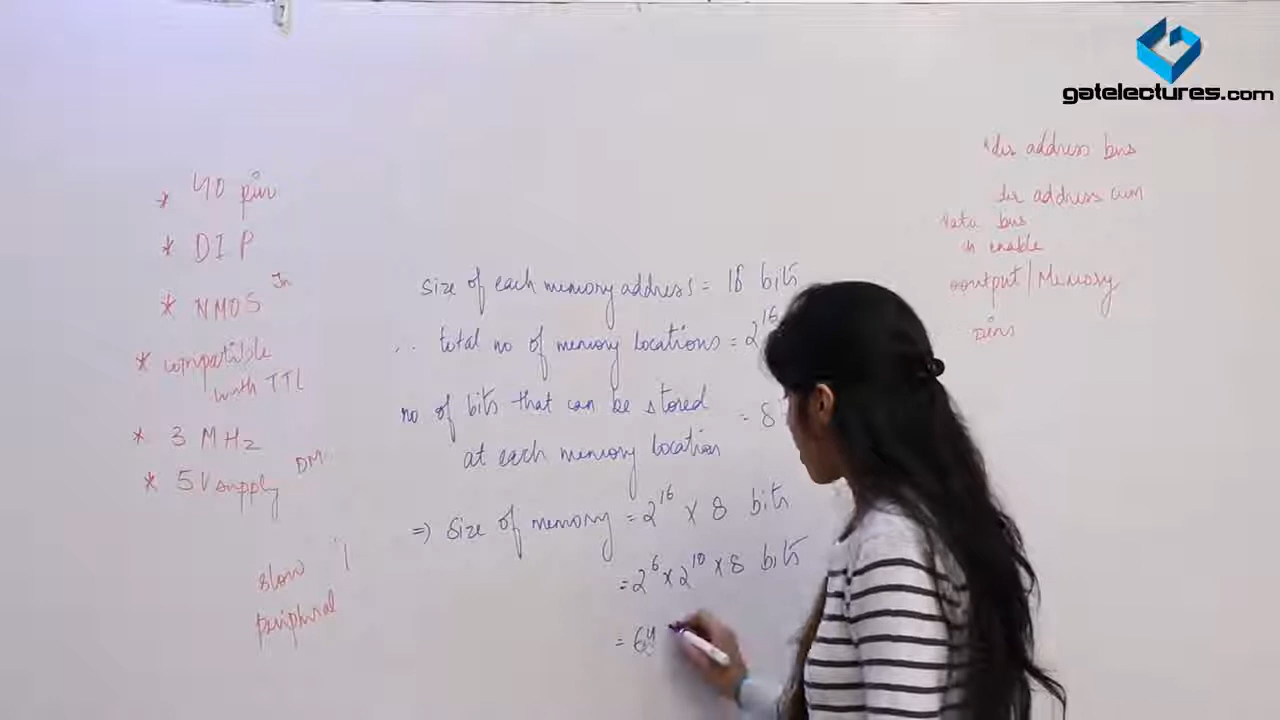 gatelectures.com
* 40 pin
* DIP
* NMOS
* compatible
with TTL
* 3 MHz
* 5V supply
DM
slow
peripheral
size of each memory address = 16 bits
∴ total no of memory locations = 2^16
no of bits that can be stored
at each memory location = 8
=> size of memory = 2^16 x 8 bits
= 2^6 x 2^10 x 8 bits
= 64
address bus
address cum
data bus
enable
output/Memory